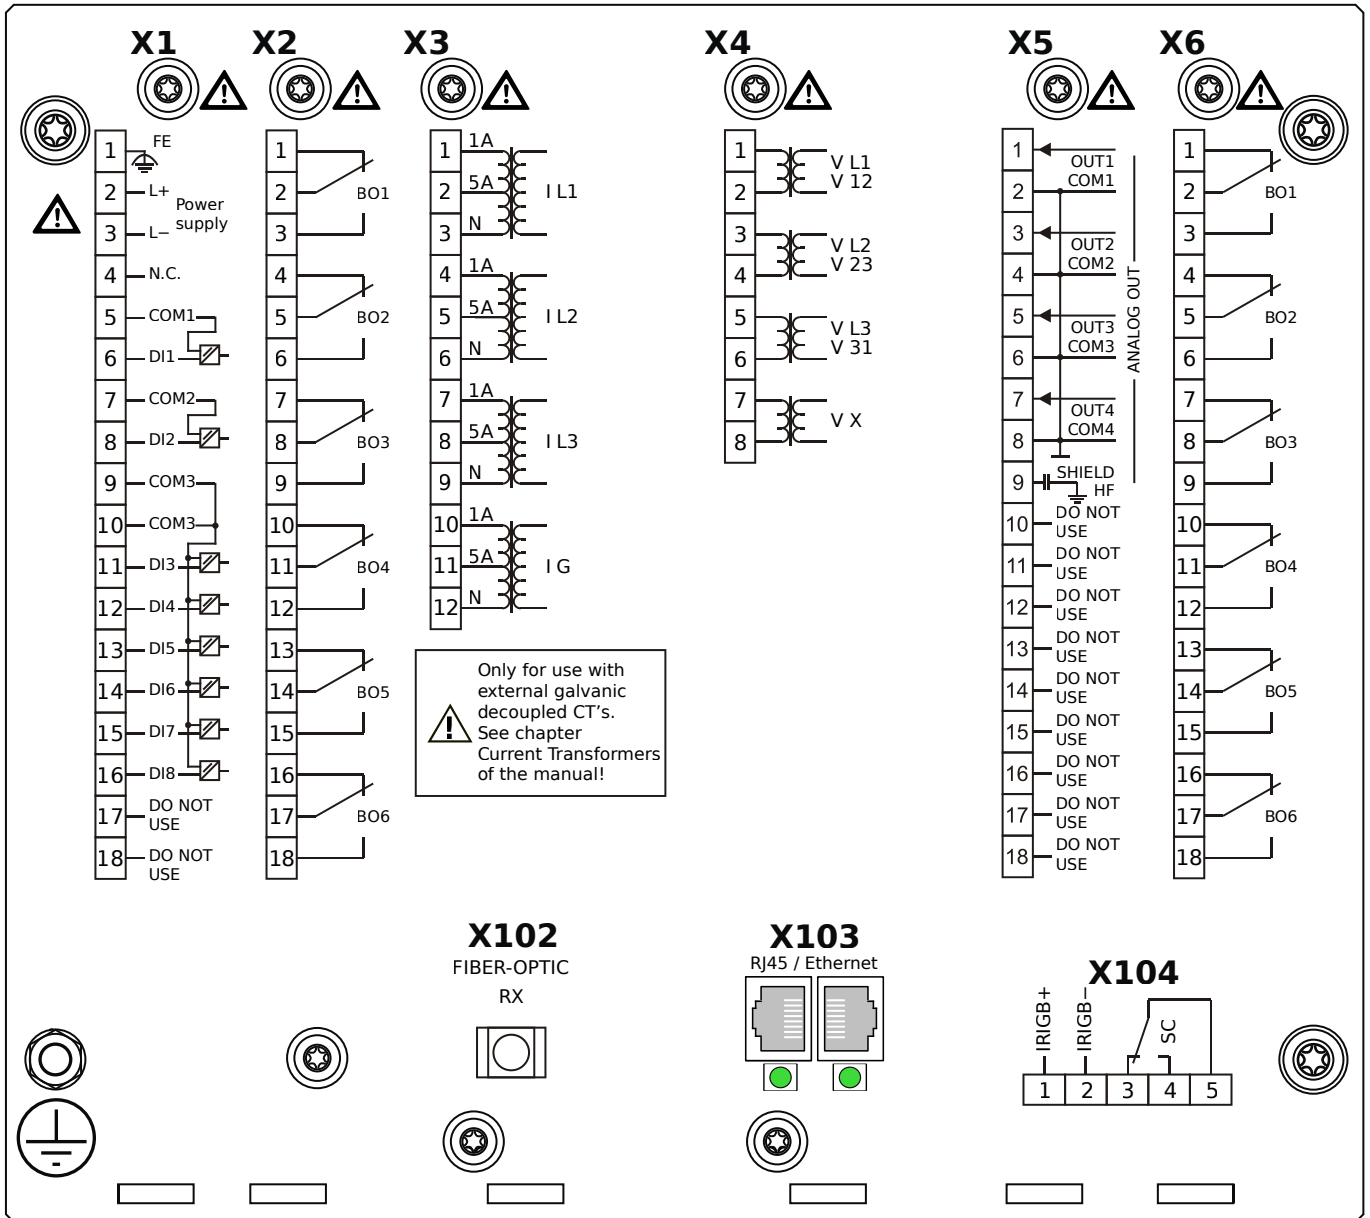 X1
X2
X3
X4
X5
X6
1 FE
2 L+
Power
supply
3 L−
4 N.C.
5 COM1
6 DI1
7 COM2
8 DI2
9 COM3
10 COM3
11 DI3
12 DI4
13 DI5
14 DI6
15 DI7
16 DI8
17 DO NOT
USE
18 DO NOT
USE
1
2 BO1
3
4
5 BO2
6
7
8 BO3
9
10
11 BO4
12
13
14 BO5
15
16
17 BO6
18
1 1A
2 5A I L1
3 N
4 1A
5 5A I L2
6 N
7 1A
8 5A I L3
9 N
10 1A
11 5A I G
12 N
Only for use with
external galvanic
decoupled CT's.
See chapter
Current Transformers
of the manual!
1 V L1
2 V 12
3 V L2
4 V 23
5 V L3
6 V 31
7 V X
8
1 OUT1
2 COM1
3 OUT2
4 COM2
5 OUT3
6 COM3
7 OUT4
8 COM4
ANALOG OUT
9 SHIELD
HF
10 DO NOT
USE
11 DO NOT
USE
12 DO NOT
USE
13 DO NOT
USE
14 DO NOT
USE
15 DO NOT
USE
16 DO NOT
USE
17 DO NOT
USE
18 DO NOT
USE
1
2 BO1
3
4
5 BO2
6
7
8 BO3
9
10
11 BO4
12
13
14 BO5
15
16
17 BO6
18
X102
FIBER-OPTIC
RX
X103
RJ45 / Ethernet
X104
IRIGB+
IRIGB−
SC
1 2 3 4 5